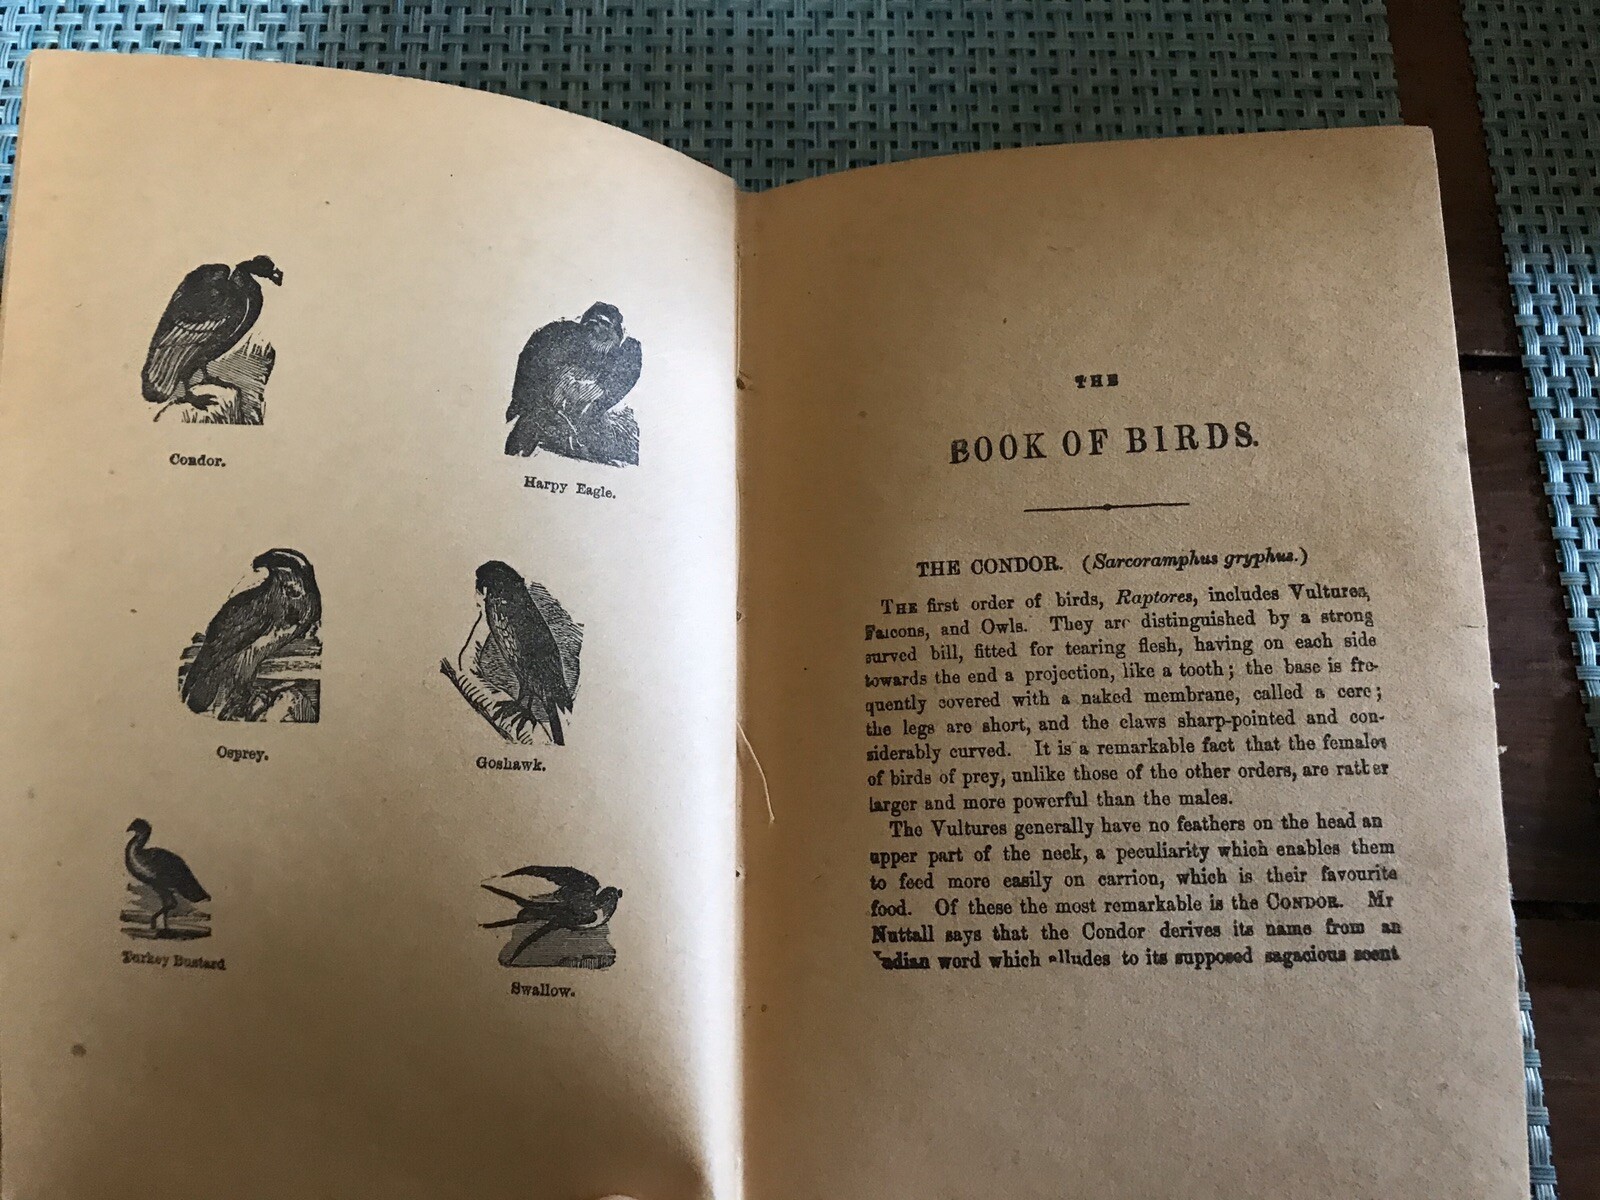 Condor.
Harpy Eagle.
Osprey.
Goshawk.
Turkey Bustard
Swallow.
THE
BOOK OF BIRDS.
THE CONDOR. (Sarcoramphus gryphus.)
THE first order of birds, Raptores, includes Vultures,
Falcons, and Owls. They are distinguished by a strong
curved bill, fitted for tearing flesh, having on each side
towards the end a projection, like a tooth; the base is fre-
quently covered with a naked membrane, called a cere;
the legs are short, and the claws sharp-pointed and con-
siderably curved. It is a remarkable fact that the females
of birds of prey, unlike those of the other orders, are rather
larger and more powerful than the males.
The Vultures generally have no feathers on the head an
upper part of the neck, a peculiarity which enables them
to feed more easily on carrion, which is their favourite
food. Of these the most remarkable is the CONDOR. Mr
Nuttall says that the Condor derives its name from an
Indian word which alludes to its supposed sagacious scent